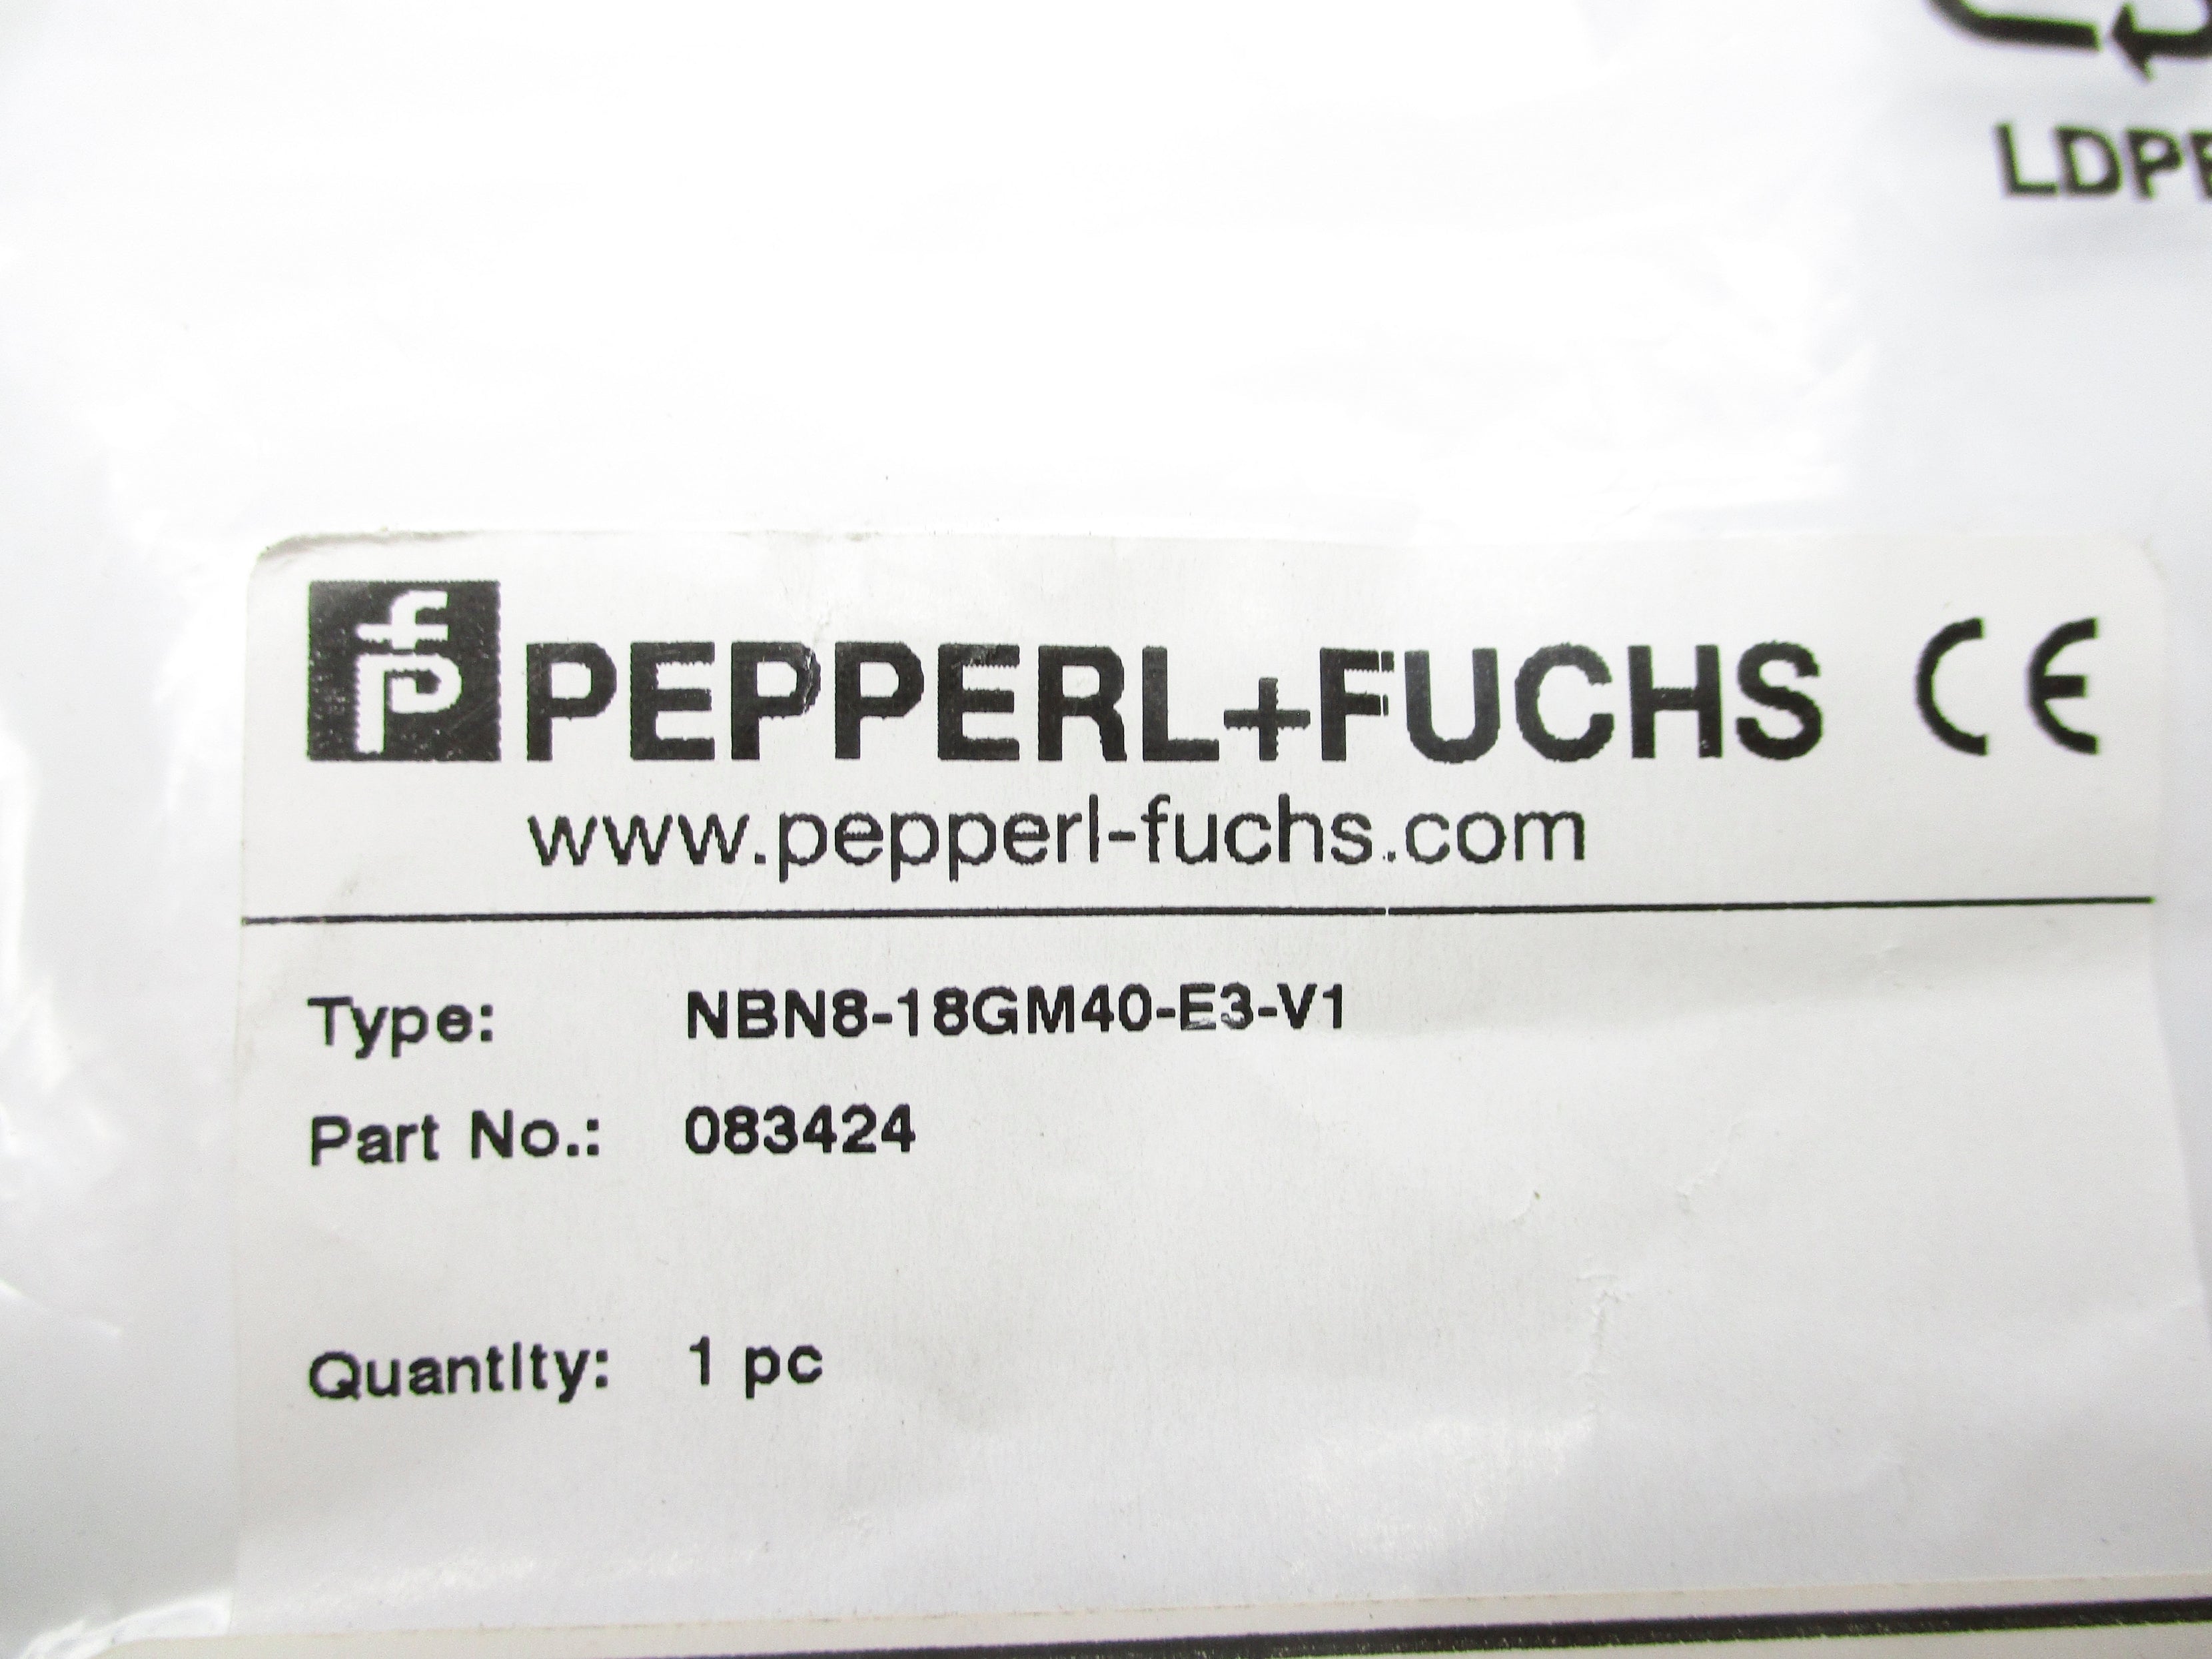 LDPE
fp PEPPERL+FUCHS CE
www.pepperl-fuchs.com
Type: NBN8-18GM40-E3-V1
Part No.: 083424
Quantity: 1 pc